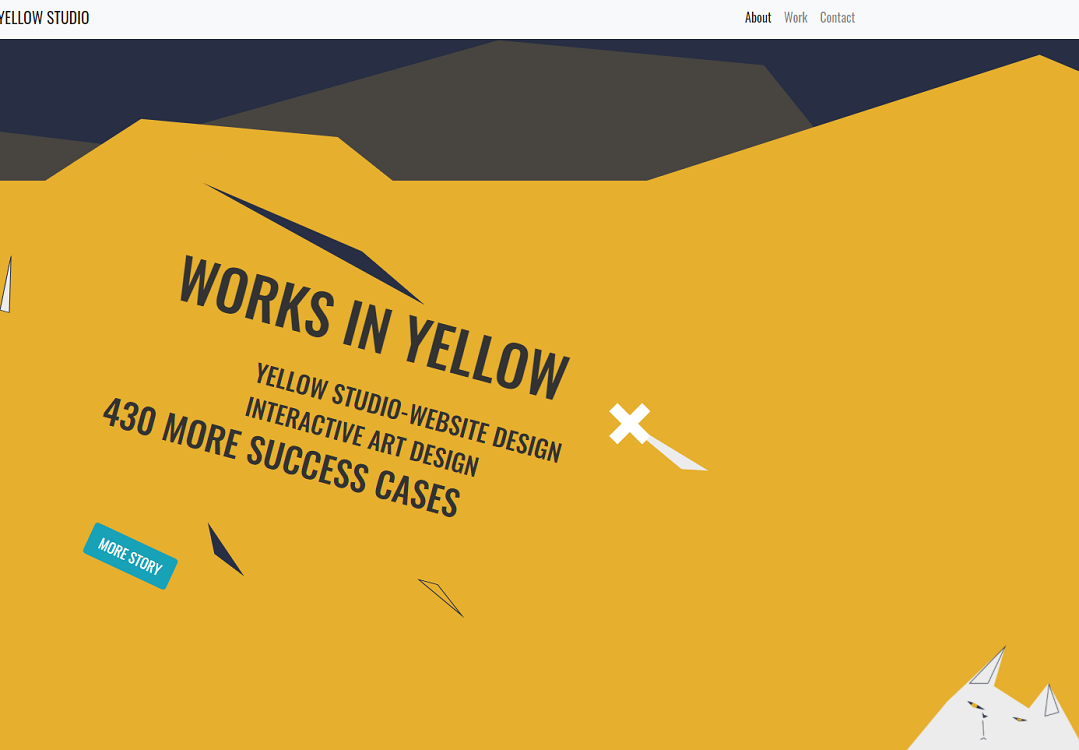 YELLOW STUDIO
About Work Contact
WORKS IN YELLOW
YELLOW STUDIO-WEBSITE DESIGN
INTERACTIVE ART DESIGN
430 MORE SUCCESS CASES
MORE STORY